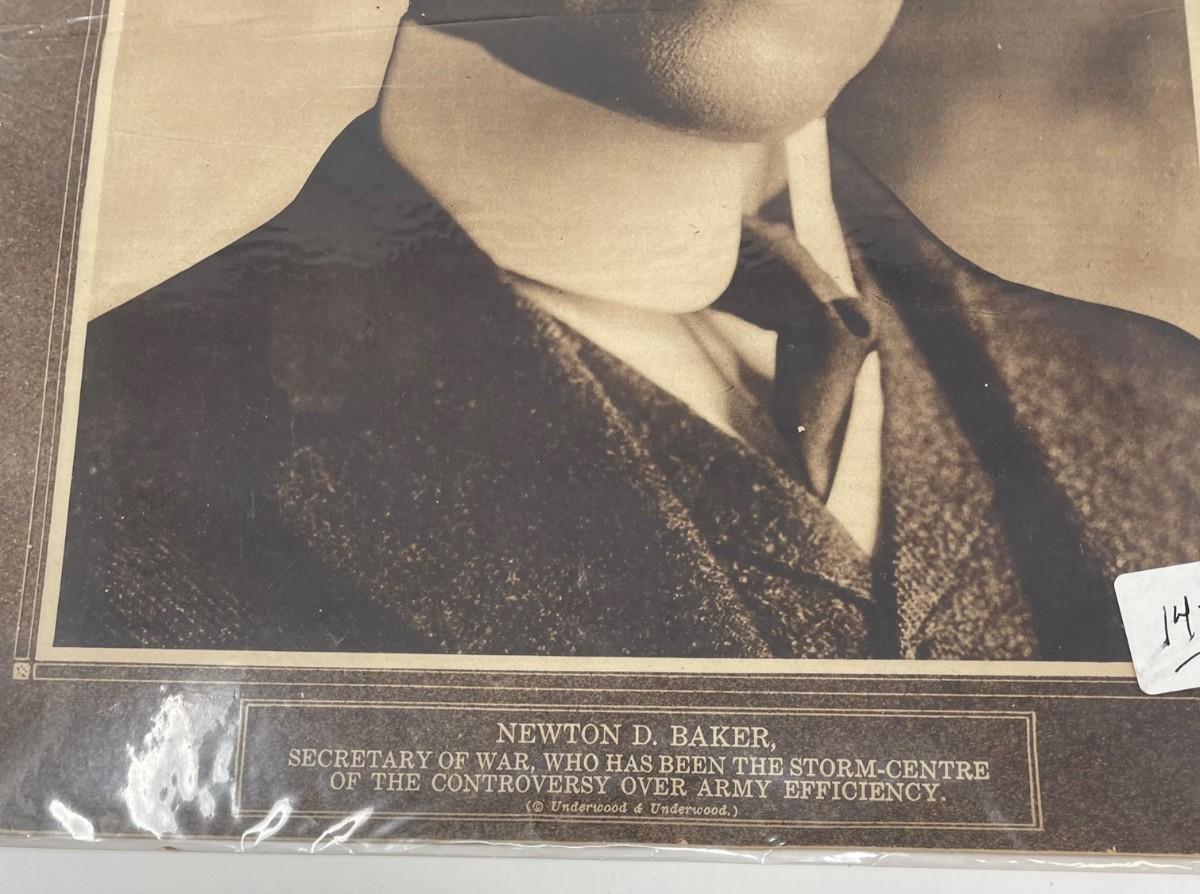 14
NEWTON D. BAKER,
SECRETARY OF WAR, WHO HAS BEEN THE STORM-CENTRE
OF THE CONTROVERSY OVER ARMY EFFICIENCY.
(© Underwood & Underwood.)